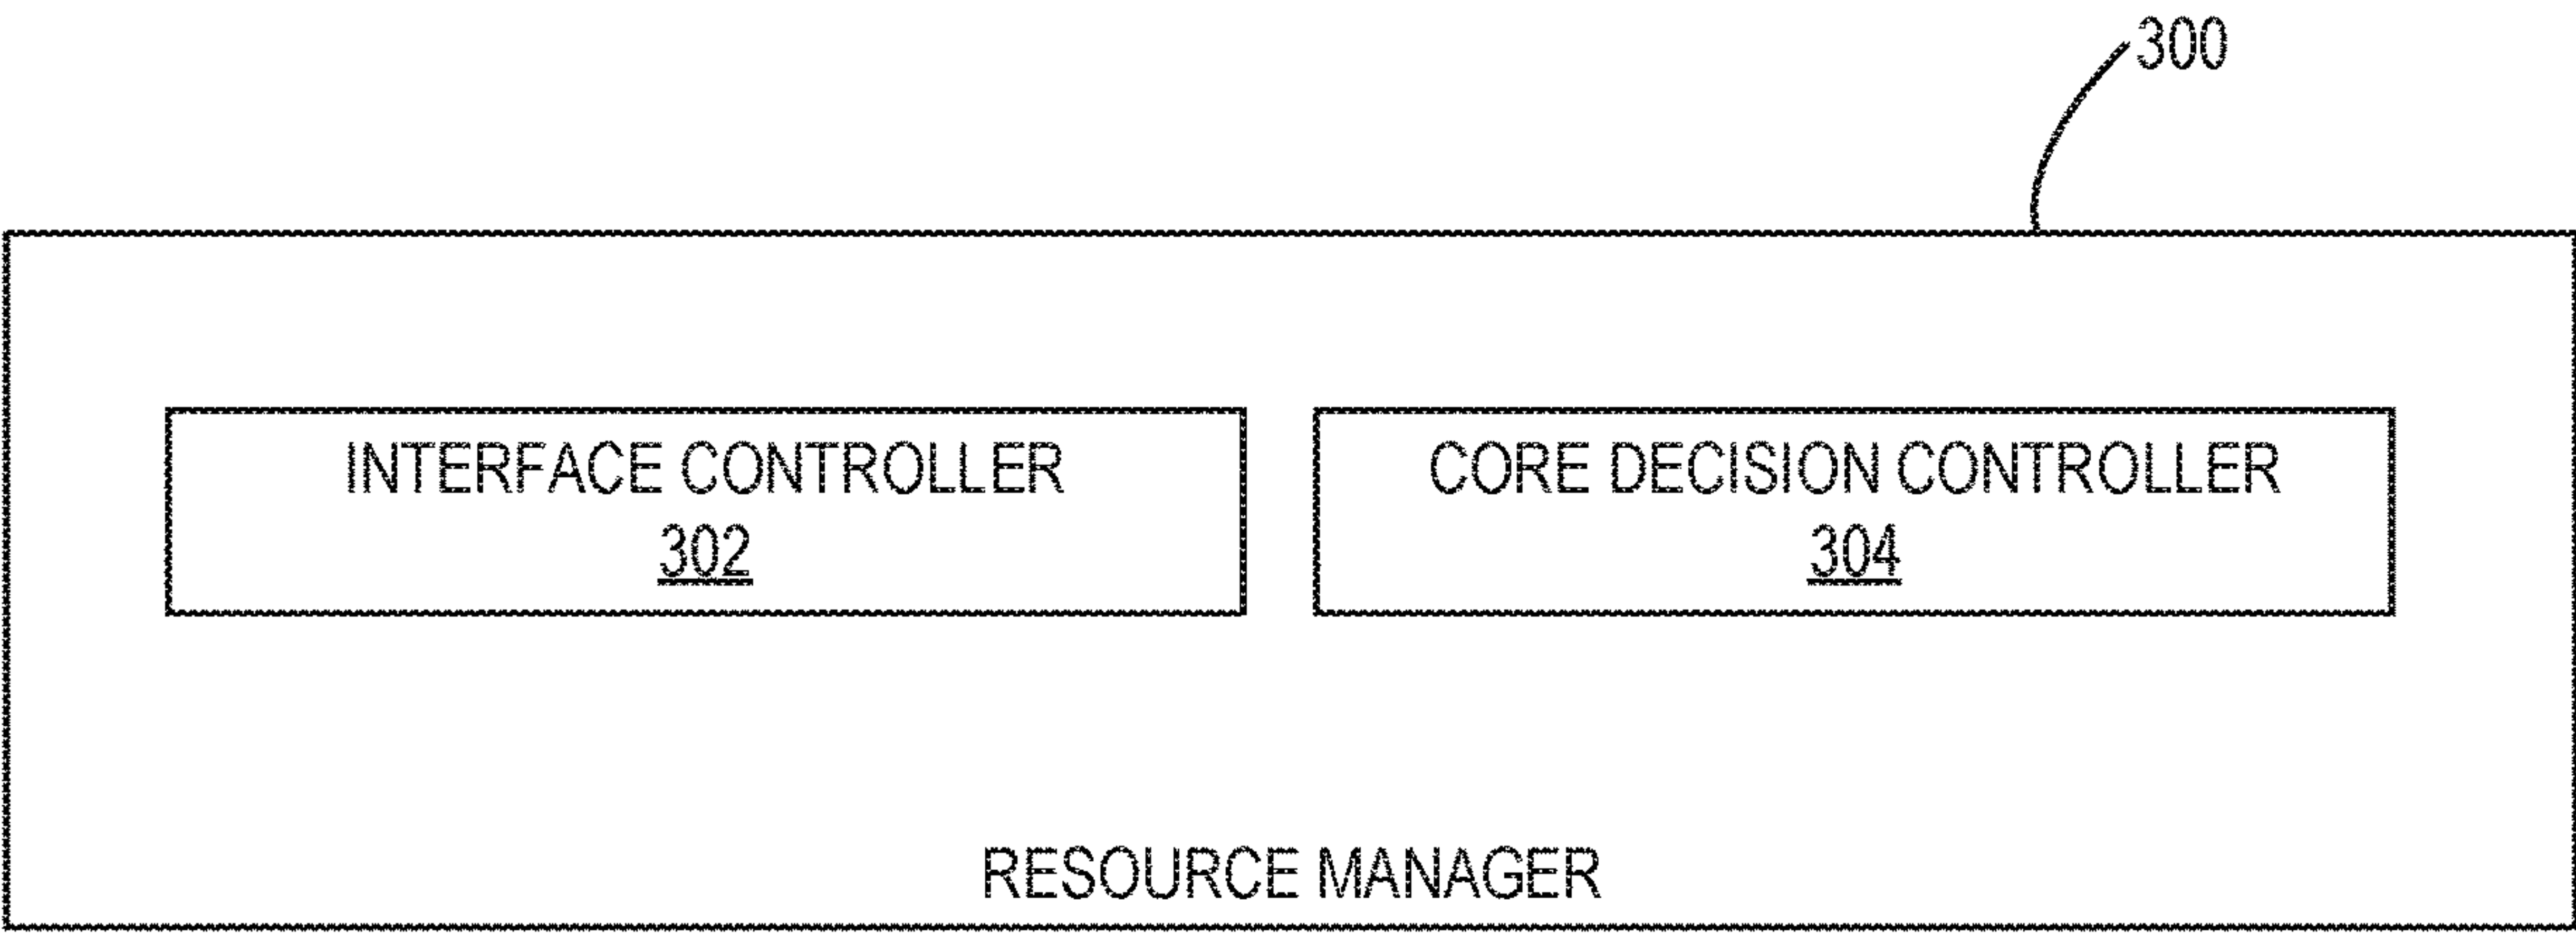 300
INTERFACE CONTROLLER
302
CORE DECISION CONTROLLER
304
RESOURCE MANAGER